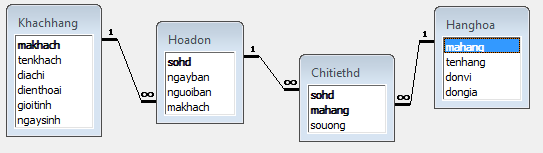 Khachhang
makhach
tenkhach
diachi
dienthoai
gioitinh
ngaysinh
1
∞
Hoadon
sohd
ngayban
nguoiban
makhach
1
∞
Chitiethd
sohd
mahang
souong
1
∞
Hanghoa
mahang
tenhang
donvi
dongia